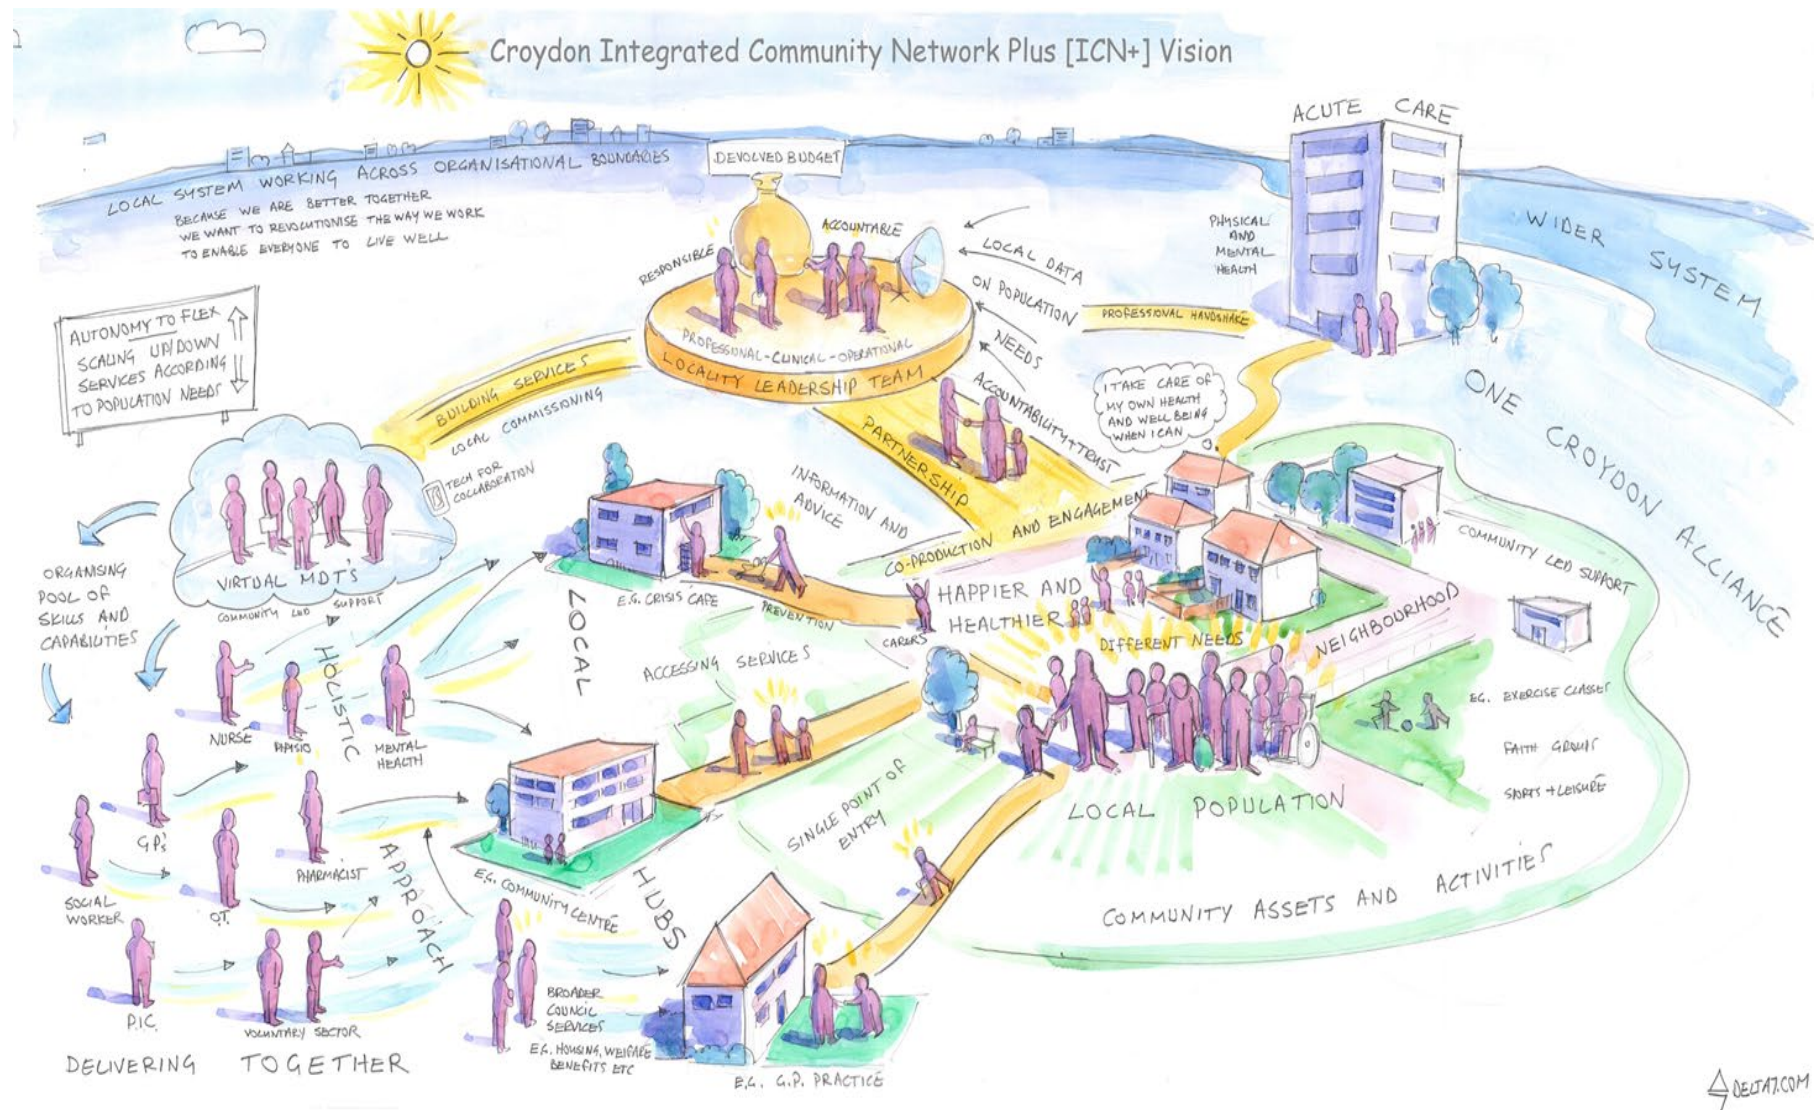 Croydon Integrated Community Network Plus [ICN+] Vision
ACUTE CARE
DEVOLVED BUDGET
LOCAL SYSTEM WORKING ACROSS ORGANISATIONAL BOUNDARIES
BECAUSE WE ARE BETTER TOGETHER
WE WANT TO REVOLUTIONISE THE WAY WE WORK
TO ENABLE EVERYONE TO LIVE WELL
RESPONSIBLE
ACCOUNTABLE
LOCAL DATA
ON POPULATION
NEEDS
PHYSICAL
AND
MENTAL
HEALTH
WIDER SYSTEM
PROFESSIONAL HANDSHAKE
AUTONOMY TO FLEX
SCALING UP/DOWN
SERVICES ACCORDING
TO POPULATION NEEDS
PROFESSIONAL-CLINICAL-OPERATIONAL
LOCALITY LEADERSHIP TEAM
BUILDING SERVICES
LOCAL COMMISSIONING
TECH FOR
COLLABORATION
PARTNERSHIP
ACCOUNTABILITY + TRUST
I TAKE CARE OF
MY OWN HEALTH
AND WELL BEING
WHEN I CAN
ONE CROYDON ALLIANCE
INFORMATION AND
ADVICE
CO-PRODUCTION AND ENGAGEMENT
COMMUNITY LED SUPPORT
VIRTUAL MDT'S
COMMUNITY LED SUPPORT
ORGANISING
POOL OF
SKILLS AND
CAPABILITIES
E.G. CRISIS CAFE
PREVENTION
CARERS
HAPPIER AND
HEALTHIER
DIFFERENT NEEDS
NEIGHBOURHOOD
LOCAL
HUBS
ACCESSING SERVICES
HOLISTIC
APPROACH
NURSE
PHYSIO
MENTAL
HEALTH
EG. EXERCISE CLASSES
FAITH GROUPS
SPORTS + LEISURE
LOCAL POPULATION
SINGLE POINT OF
ENTRY
G.P.'s
PHARMACIST
SOCIAL
WORKER
O.T.
E.G. COMMUNITY CENTRE
COMMUNITY ASSETS AND ACTIVITIES
P.I.C.
VOLUNTARY SECTOR
BROADER
COUNCIL
SERVICES
E.G. HOUSING, WELFARE
BENEFITS ETC
DELIVERING TOGETHER
E.G. G.P. PRACTICE
DELTA7.COM